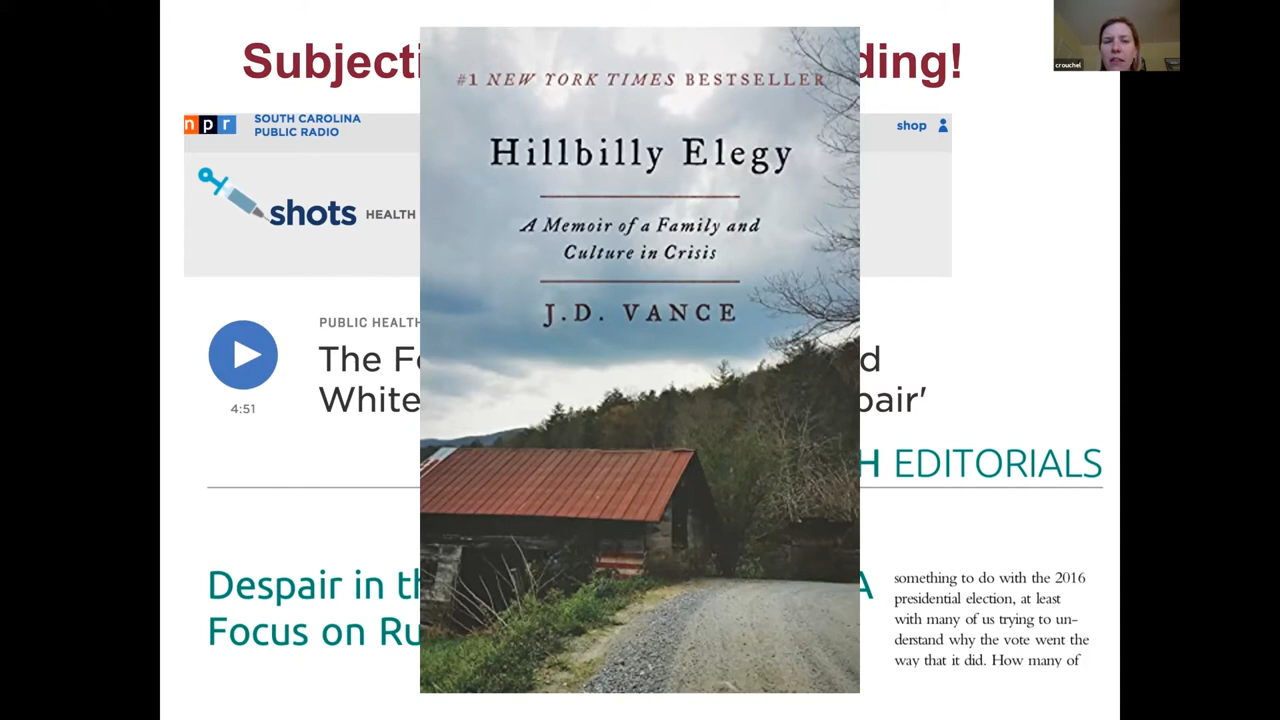 Subjecti
ding!
crouchel
#1 NEW YORK TIMES BESTSELLER
Hillbilly Elegy
A Memoir of a Family and
Culture in Crisis
J.D. VANCE
npr
SOUTH CAROLINA
PUBLIC RADIO
shop
shots HEALTH
PUBLIC HEALTH
4:51
The Fo
d
White
pair'
H EDITORIALS
Despair in th
A
Focus on Ru
something to do with the 2016
presidential election, at least
with many of us trying to un-
derstand why the vote went the
way that it did. How many of